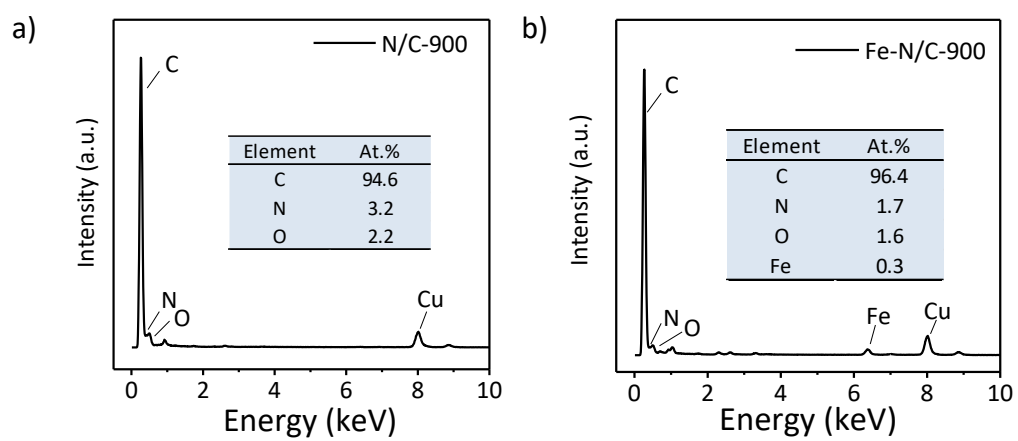 a)
N/C-900
C
Element At.%
C 94.6
N 3.2
O 2.2
N
O
Cu
Intensity (a.u.)
0 2 4 6 8 10
Energy (keV)
b)
Fe-N/C-900
C
Element At.%
C 96.4
N 1.7
O 1.6
Fe 0.3
N
O
Fe
Cu
Intensity (a.u.)
0 2 4 6 8 10
Energy (keV)